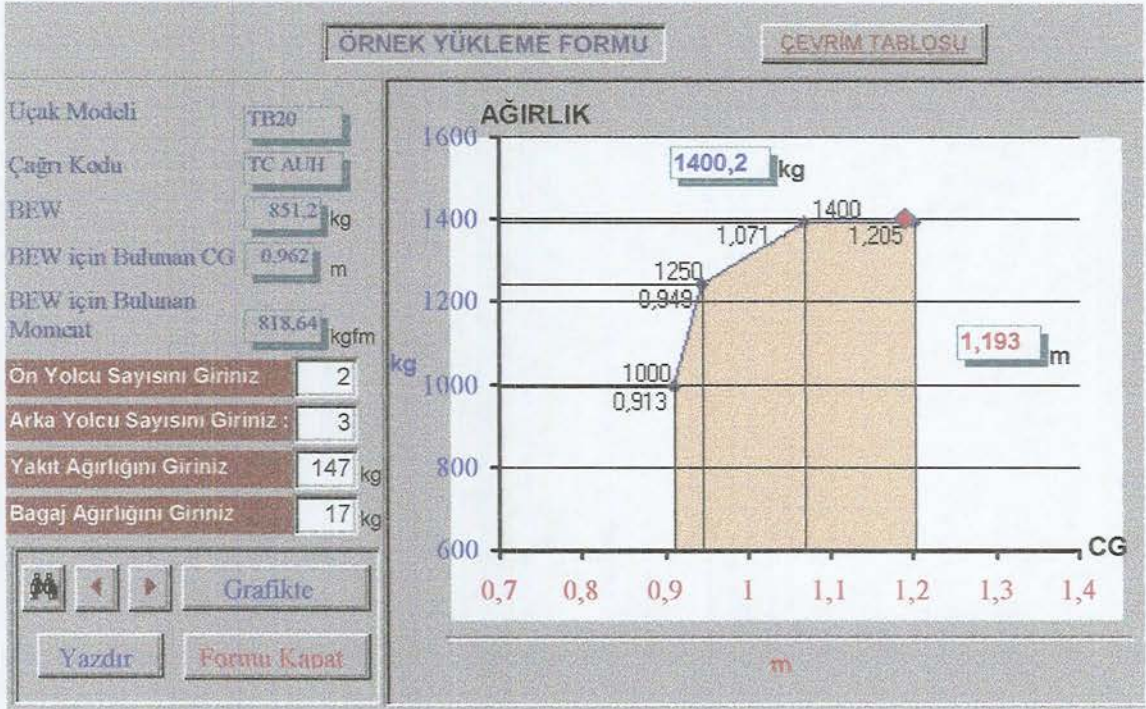 ÖRNEK YÜKLEME FORMU
ÇEVRİM TABLOSU
Uçak Modeli TB20
Çağrı Kodu TC AUH
BEW 851,2 kg
BEW için Bulunan CG 0,962 m
BEW için Bulunan
Moment 818,64 kgfm
Ön Yolcu Sayısını Giriniz 2
Arka Yolcu Sayısını Giriniz : 3
Yakıt Ağırlığını Giriniz 147 kg
Bagaj Ağırlığını Giriniz 17 kg
Grafikte
Yazdır
Formu Kapat
AĞIRLIK
1600
1400,2 kg
1400
1400
1,071
1,205
1250
0,949
1200
1,193 m
kg
1000
1000
0,913
800
600
CG
0,7 0,8 0,9 1 1,1 1,2 1,3 1,4
m